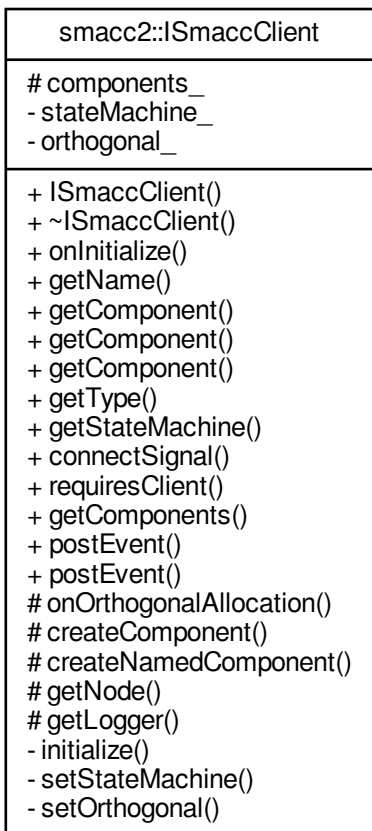 smacc2::ISmaccClient
# components_
- stateMachine_
- orthogonal_
+ ISmaccClient()
+ ~ISmaccClient()
+ onInitialize()
+ getName()
+ getComponent()
+ getComponent()
+ getComponent()
+ getType()
+ getStateMachine()
+ connectSignal()
+ requiresClient()
+ getComponents()
+ postEvent()
+ postEvent()
# onOrthogonalAllocation()
# createComponent()
# createNamedComponent()
# getNode()
# getLogger()
- initialize()
- setStateMachine()
- setOrthogonal()